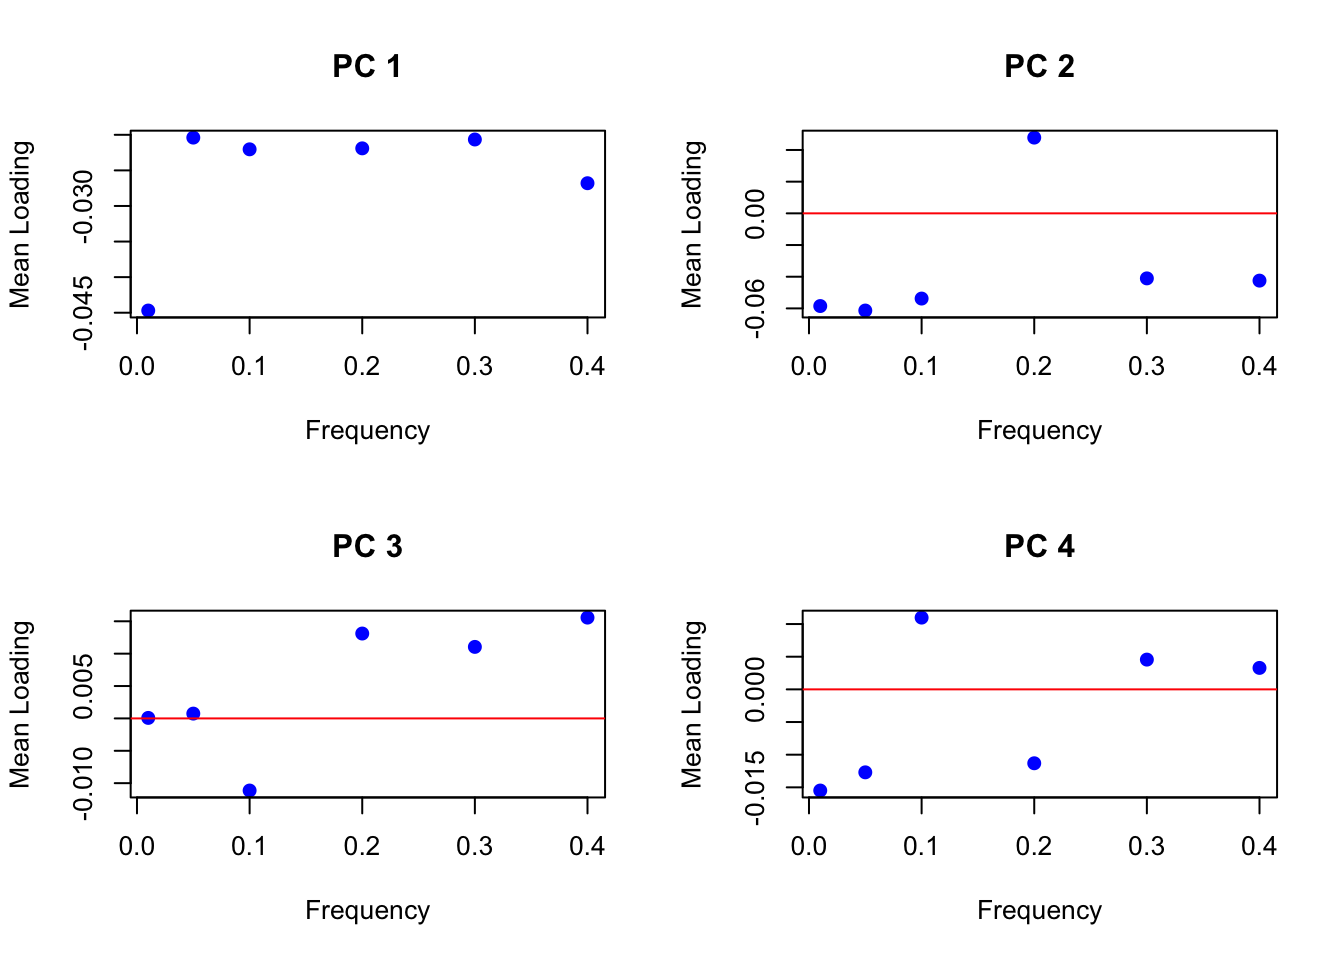 PC 1
Mean Loading
-0.030
-0.045
0.0 0.1 0.2 0.3 0.4
Frequency
PC 2
Mean Loading
0.00
-0.06
0.0 0.1 0.2 0.3 0.4
Frequency
PC 3
Mean Loading
0.005
-0.010
0.0 0.1 0.2 0.3 0.4
Frequency
PC 4
Mean Loading
0.000
-0.015
0.0 0.1 0.2 0.3 0.4
Frequency